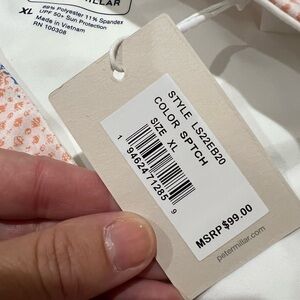 MILLAR
XL
89% Polyester 11% Spandex
UPF 50+ Sun Protection
Made in Vietnam
RN 100308
STYLE LS22EB20
COLOR SPTCH
SIZE XL
1 94624 71285 9
MSRP$99.00
petermillar.com